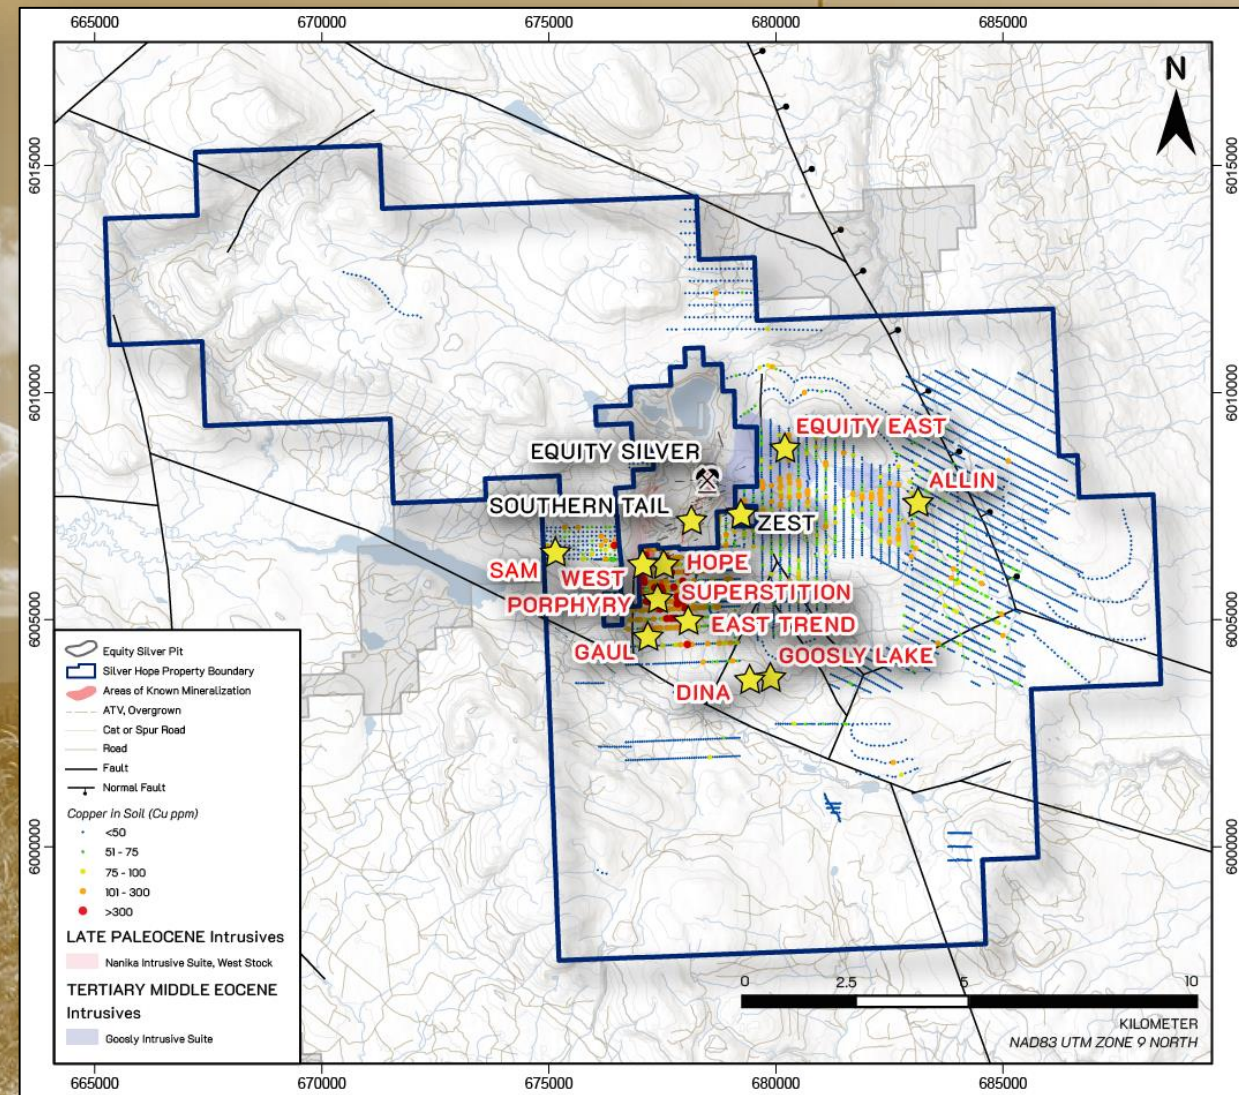 665000
670000
675000
680000
685000
N
6015000
6015000
6010000
6010000
EQUITY EAST
EQUITY SILVER
ALLIN
SOUTHERN TAIL
ZEST
HOPE
SAM
WEST
PORPHYRY
SUPERSTITION
6005000
6005000
EAST TREND
GAUL
GOOSLY LAKE
DINA
Equity Silver Pit
Silver Hope Property Boundary
Areas of Known Mineralization
ATV, Overgrown
Cat or Spur Road
Road
Fault
Normal Fault
Copper in Soil (Cu ppm)
<50
51 - 75
75 - 100
101 - 300
>300
LATE PALEOCENE Intrusives
Nanika Intrusive Suite, West Stock
TERTIARY MIDDLE EOCENE
Intrusives
Goosly Intrusive Suite
6000000
6000000
0
2.5
5
10
KILOMETER
NAD83 UTM ZONE 9 NORTH
665000
670000
675000
680000
685000